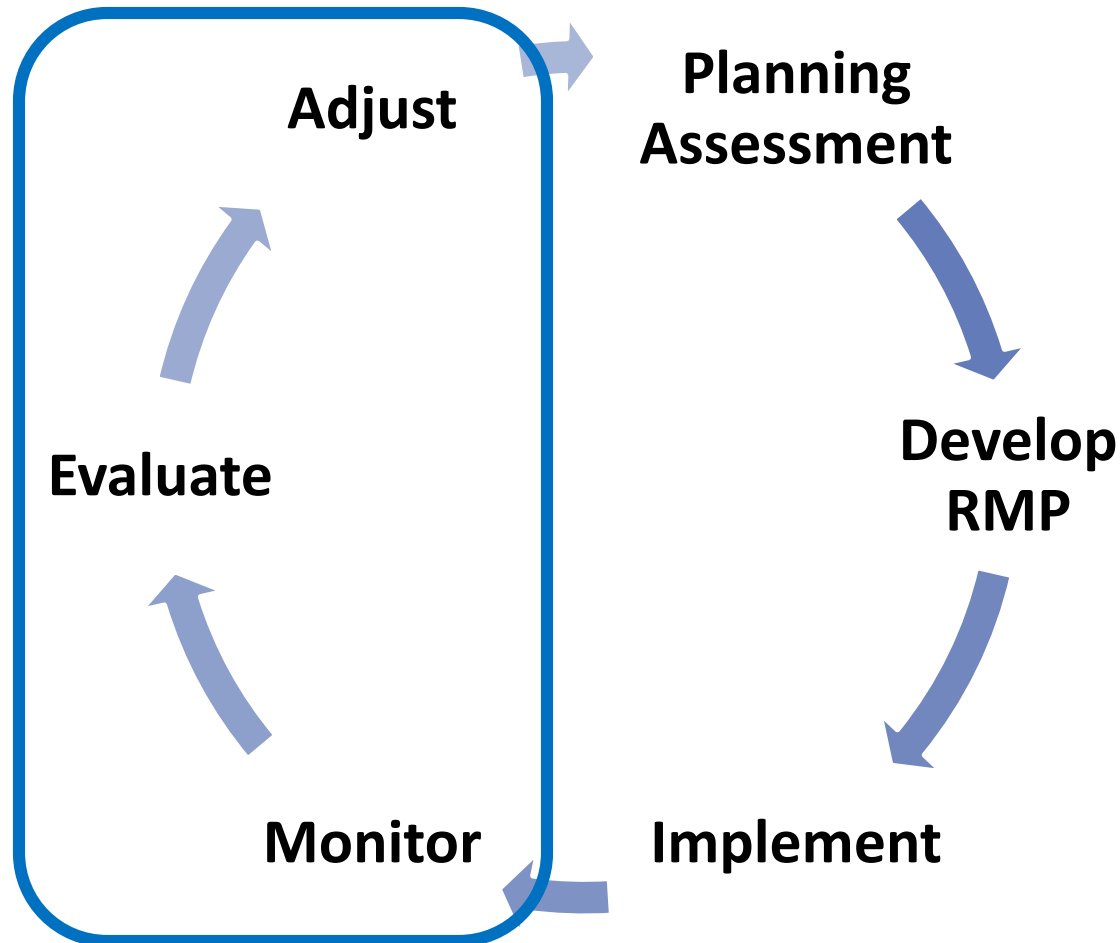 Planning
Assessment
Develop
RMP
Implement
Monitor
Evaluate
Adjust